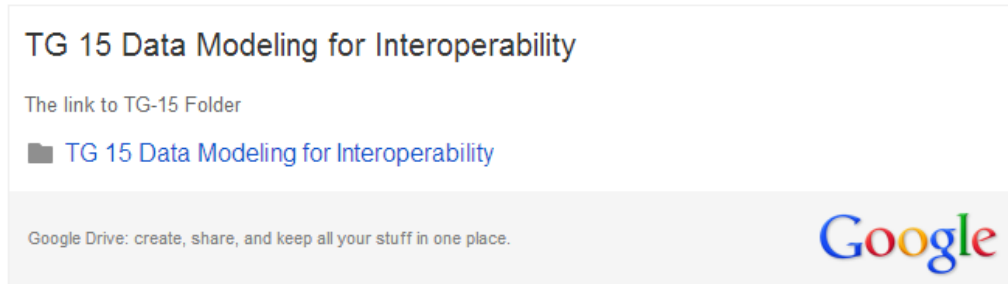 TG 15 Data Modeling for Interoperability
The link to TG-15 Folder
TG 15 Data Modeling for Interoperability
Google Drive: create, share, and keep all your stuff in one place.
Google